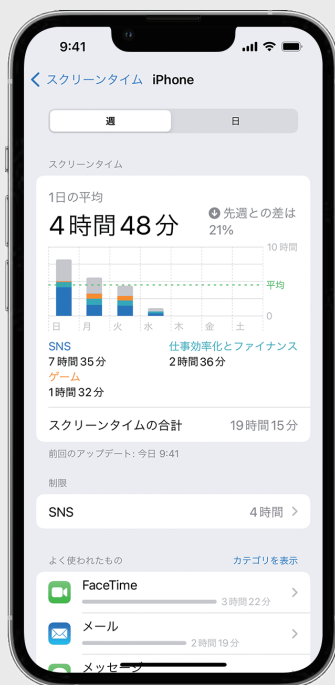 9:41
スクリーンタイム iPhone
週 日
スクリーンタイム
1日の平均
4時間48分
先週との差は
21%
10 時間
平均
0
日 月 火 水 木 金 土
SNS 仕事効率化とファイナンス
7時間35分 2時間36分
ゲーム
1時間32分
スクリーンタイムの合計 19時間15分
前回のアップデート: 今日 9:41
制限
SNS 4時間
よく使われたもの カテゴリを表示
FaceTime
3時間22分
メール
2時間19分
メッセージ